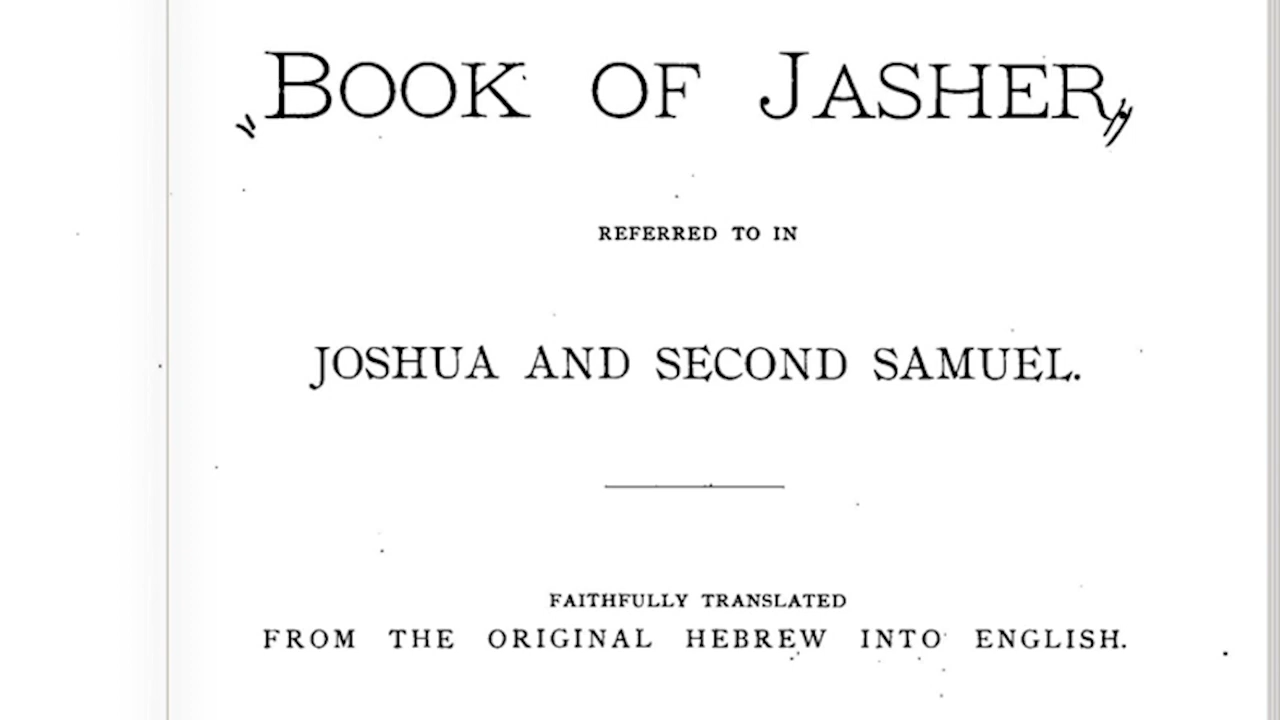 "BOOK OF JASHER"
REFERRED TO IN
JOSHUA AND SECOND SAMUEL.
FAITHFULLY TRANSLATED
FROM THE ORIGINAL HEBREW INTO ENGLISH.